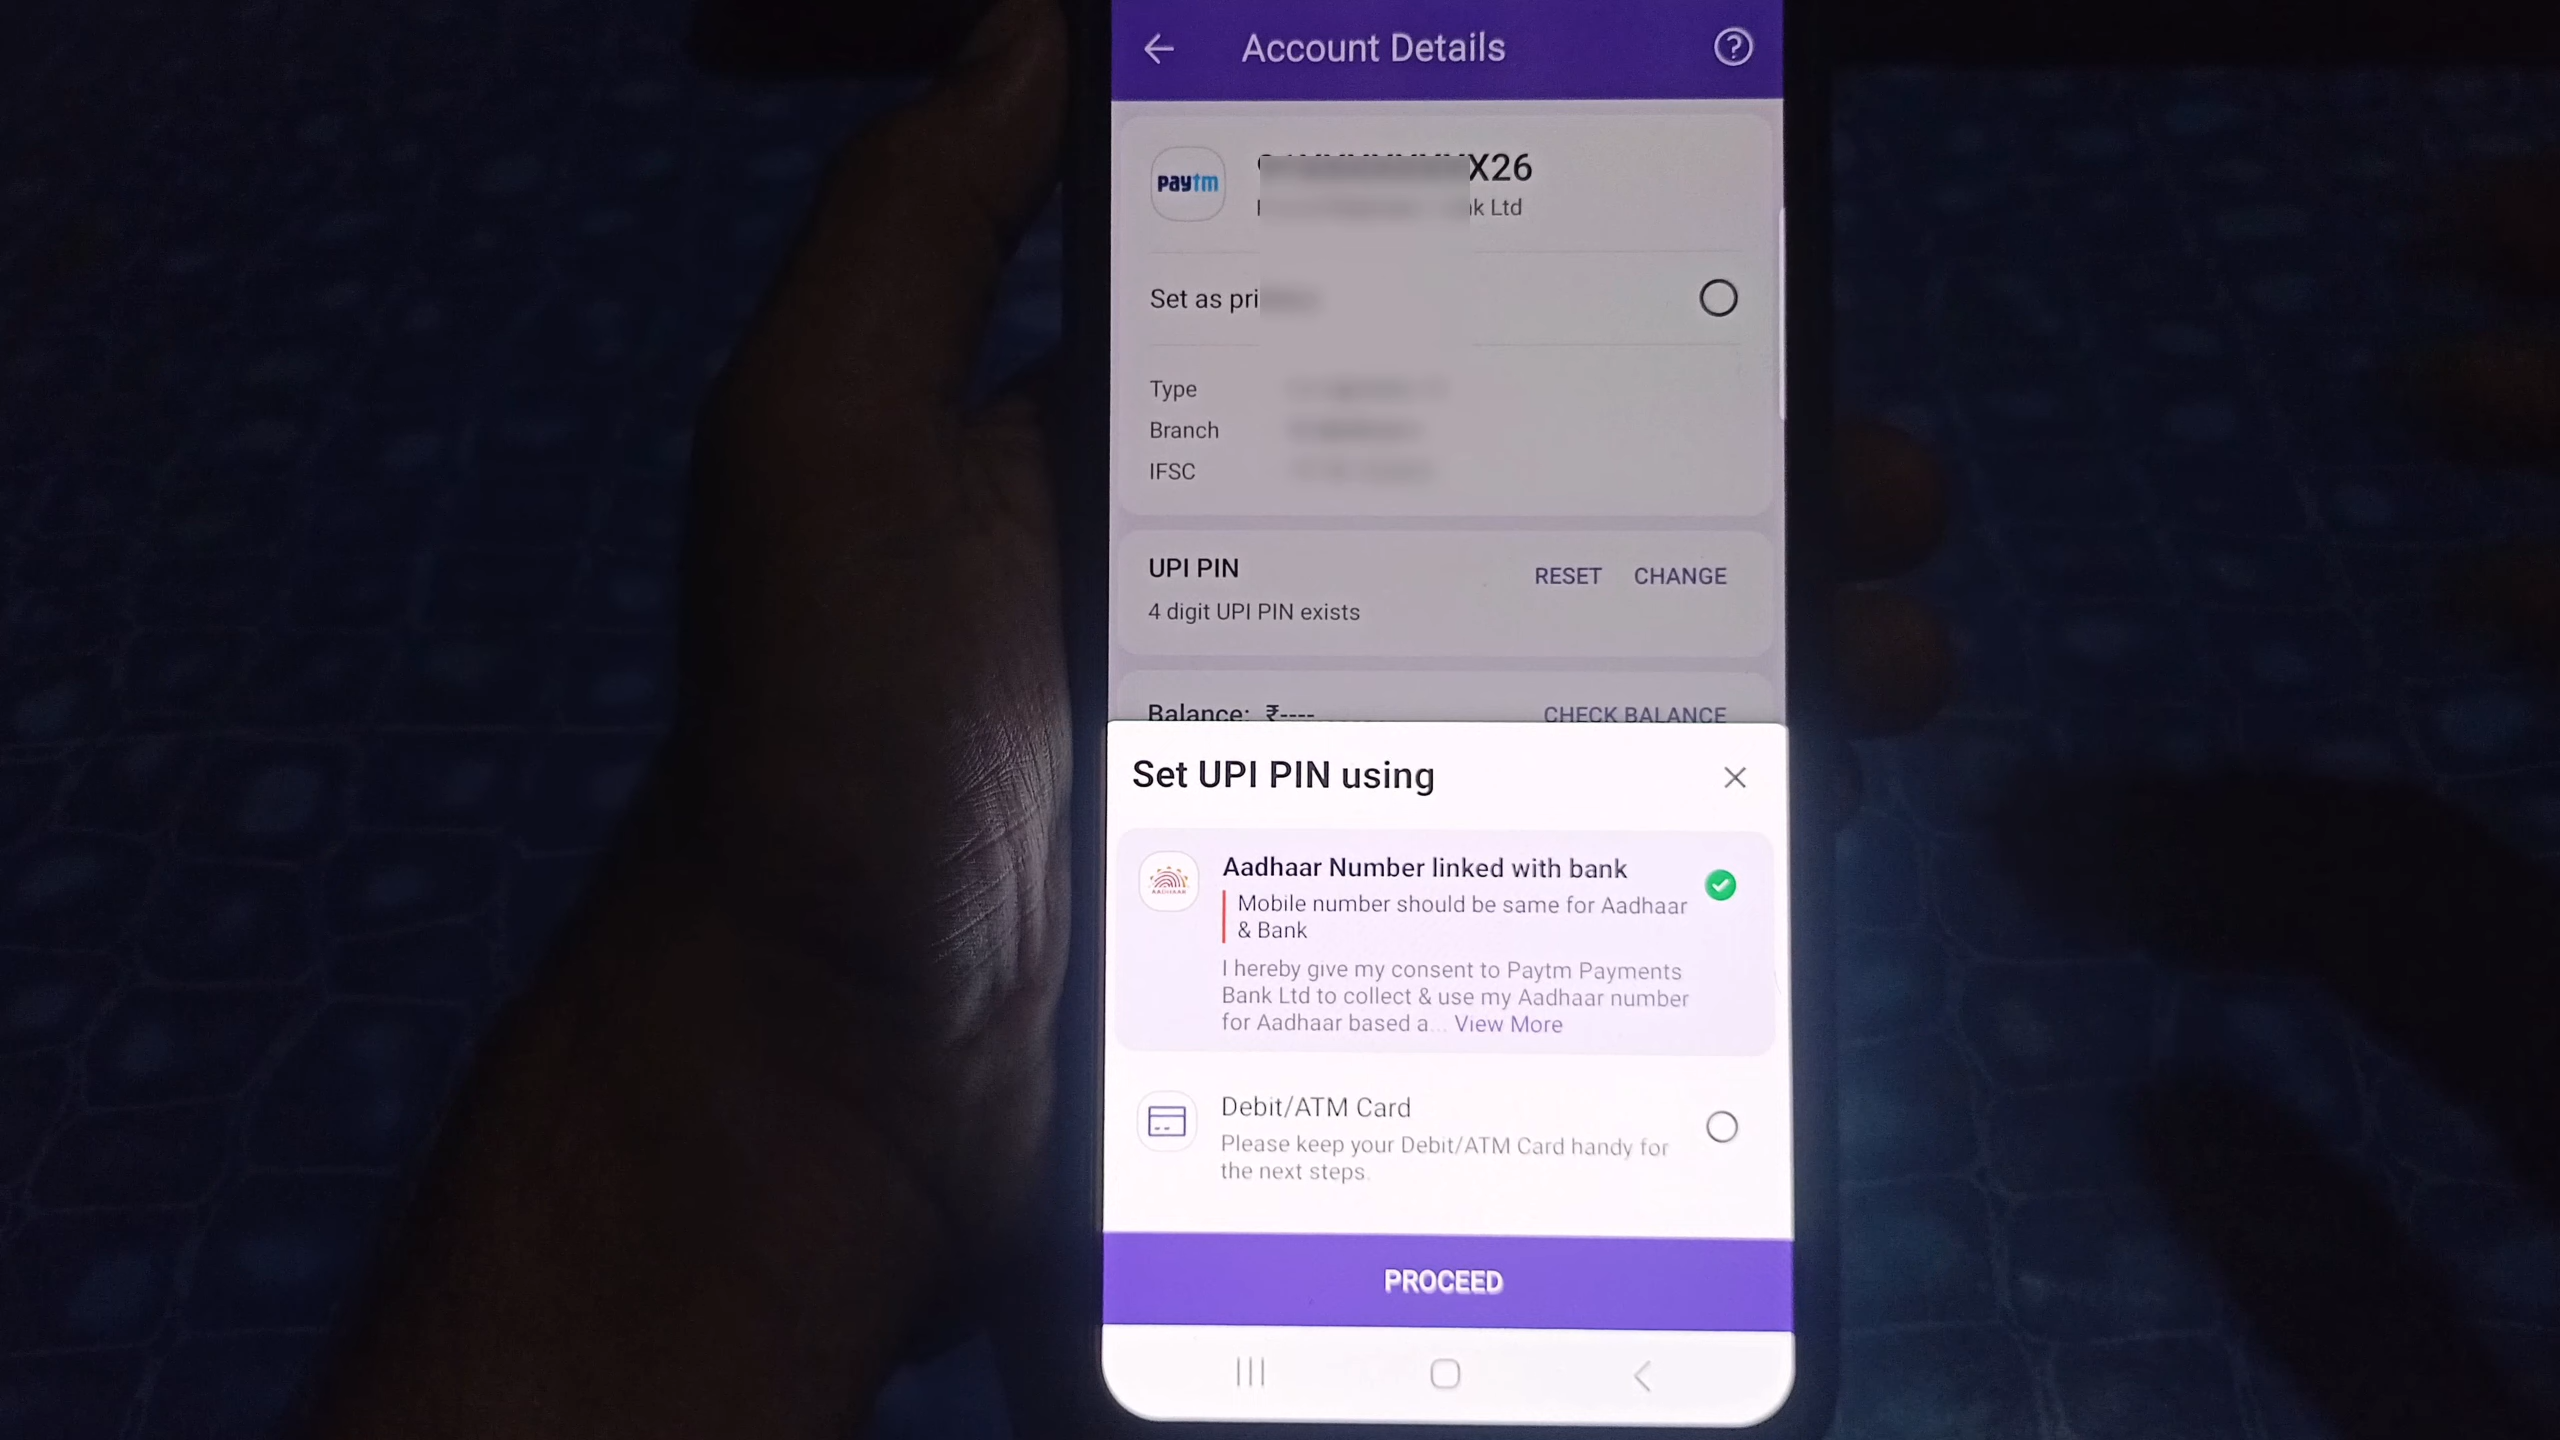 Account Details
paytm
X26
k Ltd
Set as pri
Type
Branch
IFSC
UPI PIN
RESET CHANGE
4 digit UPI PIN exists
Balance: ₹----
CHECK BALANCE
Set UPI PIN using
AADHAAR
Aadhaar Number linked with bank
Mobile number should be same for Aadhaar
& Bank
I hereby give my consent to Paytm Payments
Bank Ltd to collect & use my Aadhaar number
for Aadhaar based a... View More
Debit/ATM Card
Please keep your Debit/ATM Card handy for
the next steps.
PROCEED